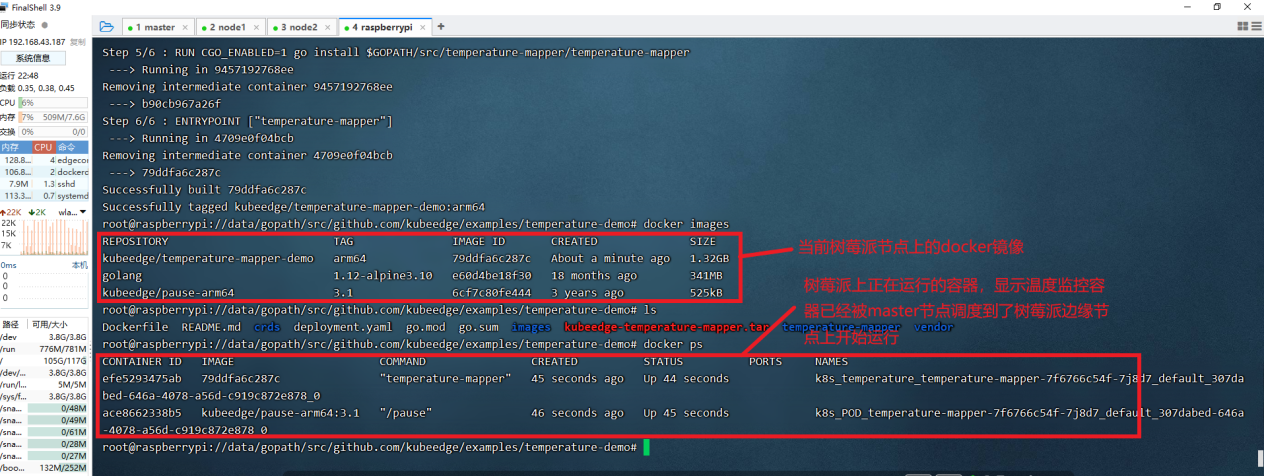 FinalShell 3.9
同步状态
1 master
2 node1
3 node2
4 raspberrypi
IP 192.168.43.187 复制
系统信息
运行 22:48
负载 0.35, 0.38, 0.45
CPU 6%
内存 7% 509M/7.6G
交换 0% 0/0
内存 CPU 命令
128.8... 4 edgecor
106.8... 2 dockerd
7.9M 1.3 sshd
113.3... 0.7 systemd
22K 2K wla...
22K
15K
7K
0ms 本机
0
0
0
路径 可用/大小
/dev 3.8G/3.8G
/run 776M/781M
/ 105G/117G
/dev/... 3.8G/3.8G
/run/l... 5M/5M
/sys/f... 3.8G/3.8G
/sna... 0/48M
/sna... 0/49M
/sna... 0/61M
/sna... 0/28M
/sna... 0/27M
/boo... 132M/252M
Step 5/6 : RUN CGO_ENABLED=1 go install $GOPATH/src/temperature-mapper/temperature-mapper
---> Running in 9457192768ee
Removing intermediate container 9457192768ee
---> b90cb967a26f
Step 6/6 : ENTRYPOINT ["temperature-mapper"]
---> Running in 4709e0f04bcb
Removing intermediate container 4709e0f04bcb
---> 79ddfa6c287c
Successfully built 79ddfa6c287c
Successfully tagged kubeedge/temperature-mapper-demo:arm64
root@raspberrypi://data/gopath/src/github.com/kubeedge/examples/temperature-demo# docker images
REPOSITORY TAG IMAGE ID CREATED SIZE
kubeedge/temperature-mapper-demo arm64 79ddfa6c287c About a minute ago 1.32GB
golang 1.12-alpine3.10 e60d4be18f30 18 months ago 341MB
kubeedge/pause-arm64 3.1 6cf7c80fe444 3 years ago 525kB
当前树莓派节点上的docker镜像
树莓派上正在运行的容器，显示温度监控容
器已经被master节点调度到了树莓派边缘节
点上开始运行
root@raspberrypi://data/gopath/src/github.com/kubeedge/examples/temperature-demo# ls
Dockerfile README.md crds deployment.yaml go.mod go.sum images kubeedge-temperature-mapper.tar temperature-mapper vendor
root@raspberrypi://data/gopath/src/github.com/kubeedge/examples/temperature-demo# docker ps
CONTAINER ID IMAGE COMMAND CREATED STATUS PORTS NAMES
efe5293475ab 79ddfa6c287c "temperature-mapper" 45 seconds ago Up 44 seconds k8s_temperature_temperature-mapper-7f6766c54f-7j8d7_default_307da
bed-646a-4078-a56d-c919c872e878_0
ace8662338b5 kubeedge/pause-arm64:3.1 "/pause" 46 seconds ago Up 45 seconds k8s_POD_temperature-mapper-7f6766c54f-7j8d7_default_307dabed-646a
-4078-a56d-c919c872e878_0
root@raspberrypi://data/gopath/src/github.com/kubeedge/examples/temperature-demo#